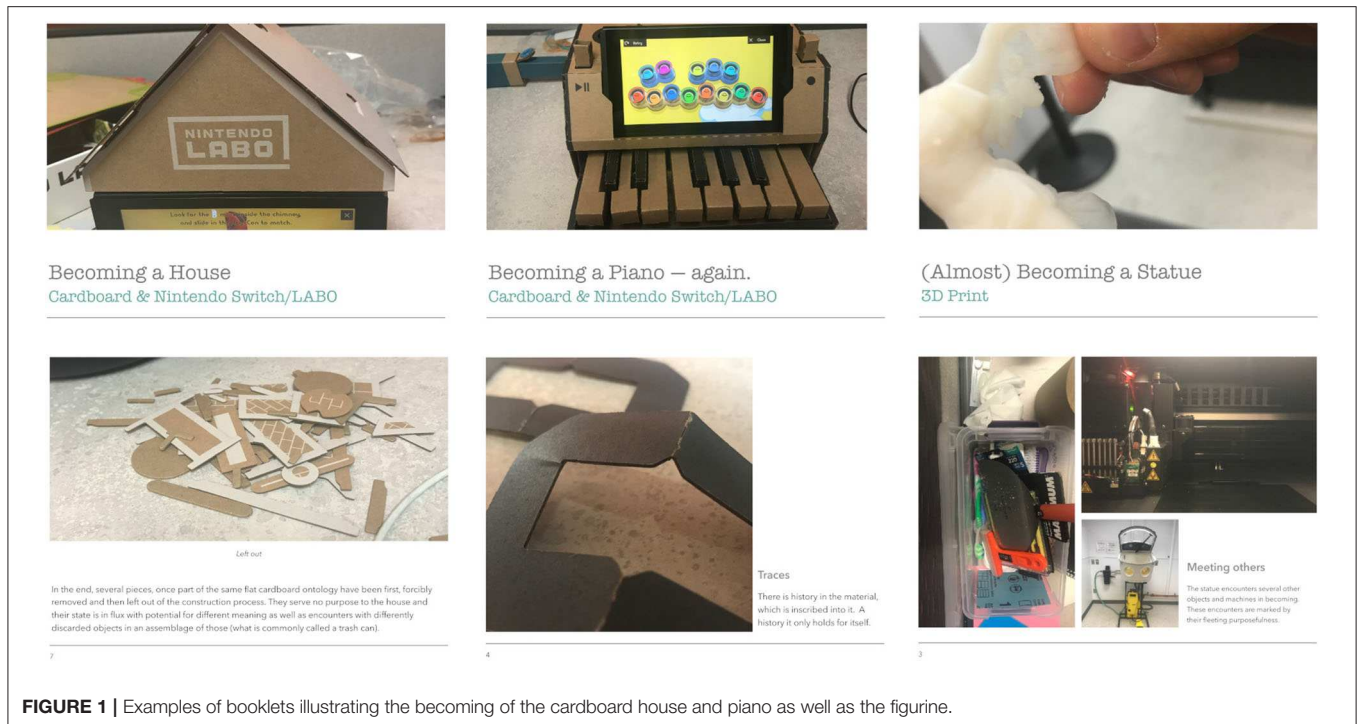 NINTENDO
LABO
Becoming a House
Cardboard & Nintendo Switch/LABO
Becoming a Piano — again.
Cardboard & Nintendo Switch/LABO
(Almost) Becoming a Statue
3D Print
Left out
In the end, several pieces, once part of the same flat cardboard ontology have been first, forcibly
removed and then left out of the construction process. They serve no purpose to the house and
their state is in flux with potential for different meaning as well as encounters with differently
discarded objects in an assemblage of those (what is commonly called a trash can).
7
Traces
There is history in the material,
which is inscribed into it. A
history it only holds for itself.
4
Meeting others
The statue encounters several other
objects and machines in becoming.
These encounters are marked by
their fleeting purposefulness.
3
FIGURE 1 | Examples of booklets illustrating the becoming of the cardboard house and piano as well as the figurine.